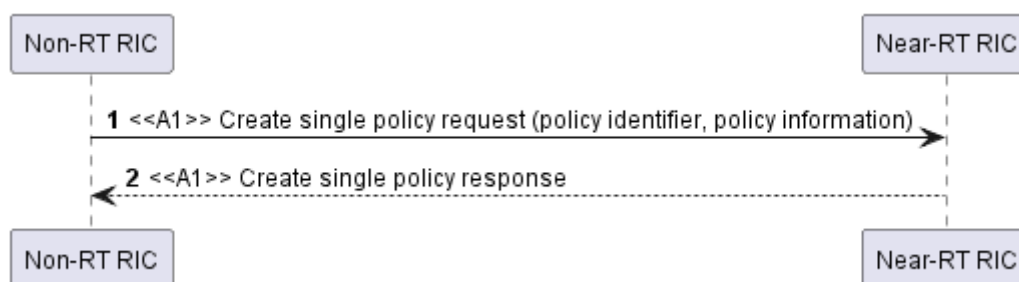 Non-RT RIC
Near-RT RIC
1 <<A1>> Create single policy request (policy identifier, policy information)
2 <<A1>> Create single policy response
Non-RT RIC
Near-RT RIC